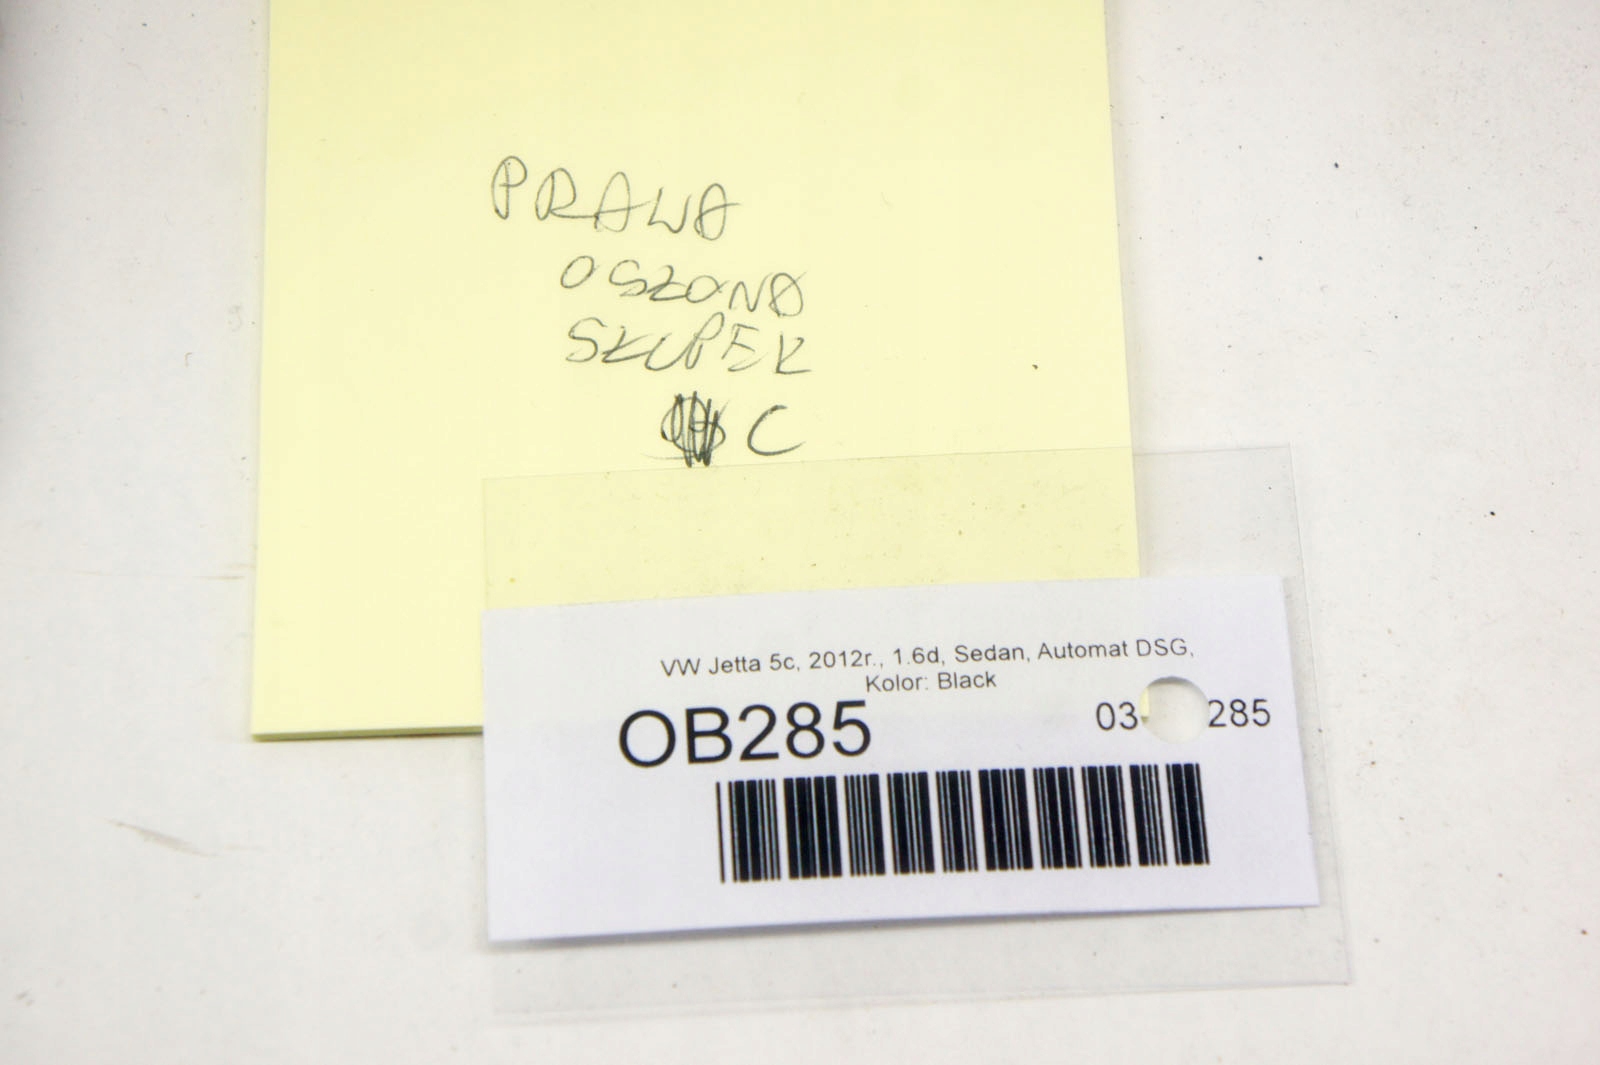 PRAWA
OSŁONA
SŁUPEK
C
VW Jetta 5c, 2012r., 1.6d, Sedan, Automat DSG,
Kolor: Black
OB285
03 285